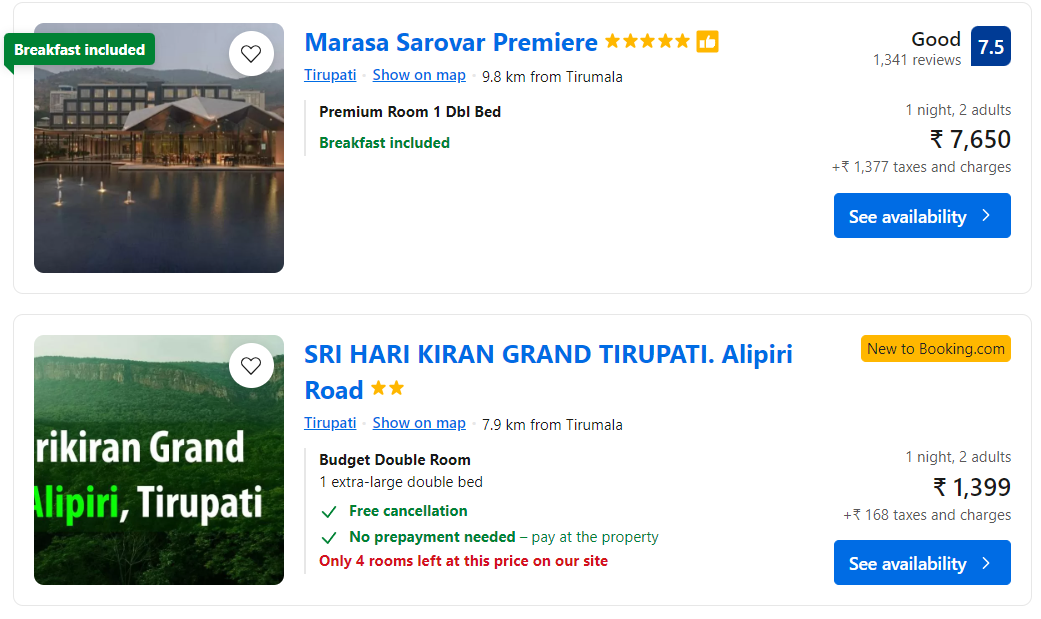 Breakfast included
Marasa Sarovar Premiere
Good
7.5
1,341 reviews
Tirupati · Show on map · 9.8 km from Tirumala
Premium Room 1 Dbl Bed
Breakfast included
1 night, 2 adults
₹ 7,650
+₹ 1,377 taxes and charges
See availability
SRI HARI KIRAN GRAND TIRUPATI. Alipiri
Road
New to Booking.com
Tirupati · Show on map · 7.9 km from Tirumala
rikiran Grand
Alipiri, Tirupati
Budget Double Room
1 extra-large double bed
Free cancellation
No prepayment needed – pay at the property
Only 4 rooms left at this price on our site
1 night, 2 adults
₹ 1,399
+₹ 168 taxes and charges
See availability